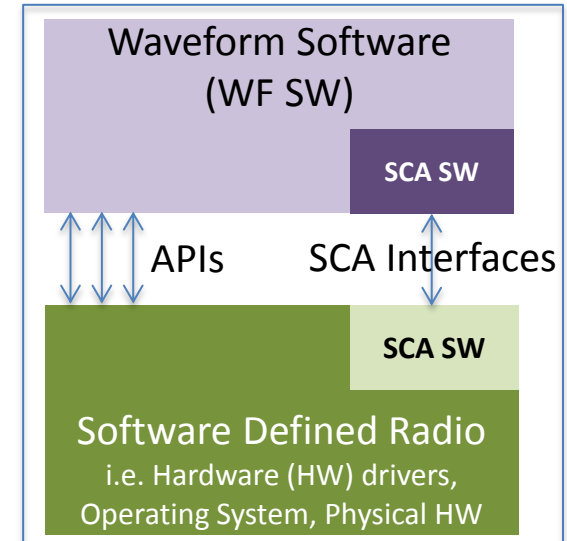 Waveform Software
(WF SW)
SCA SW
APIs
SCA Interfaces
SCA SW
Software Defined Radio
i.e. Hardware (HW) drivers,
Operating System, Physical HW